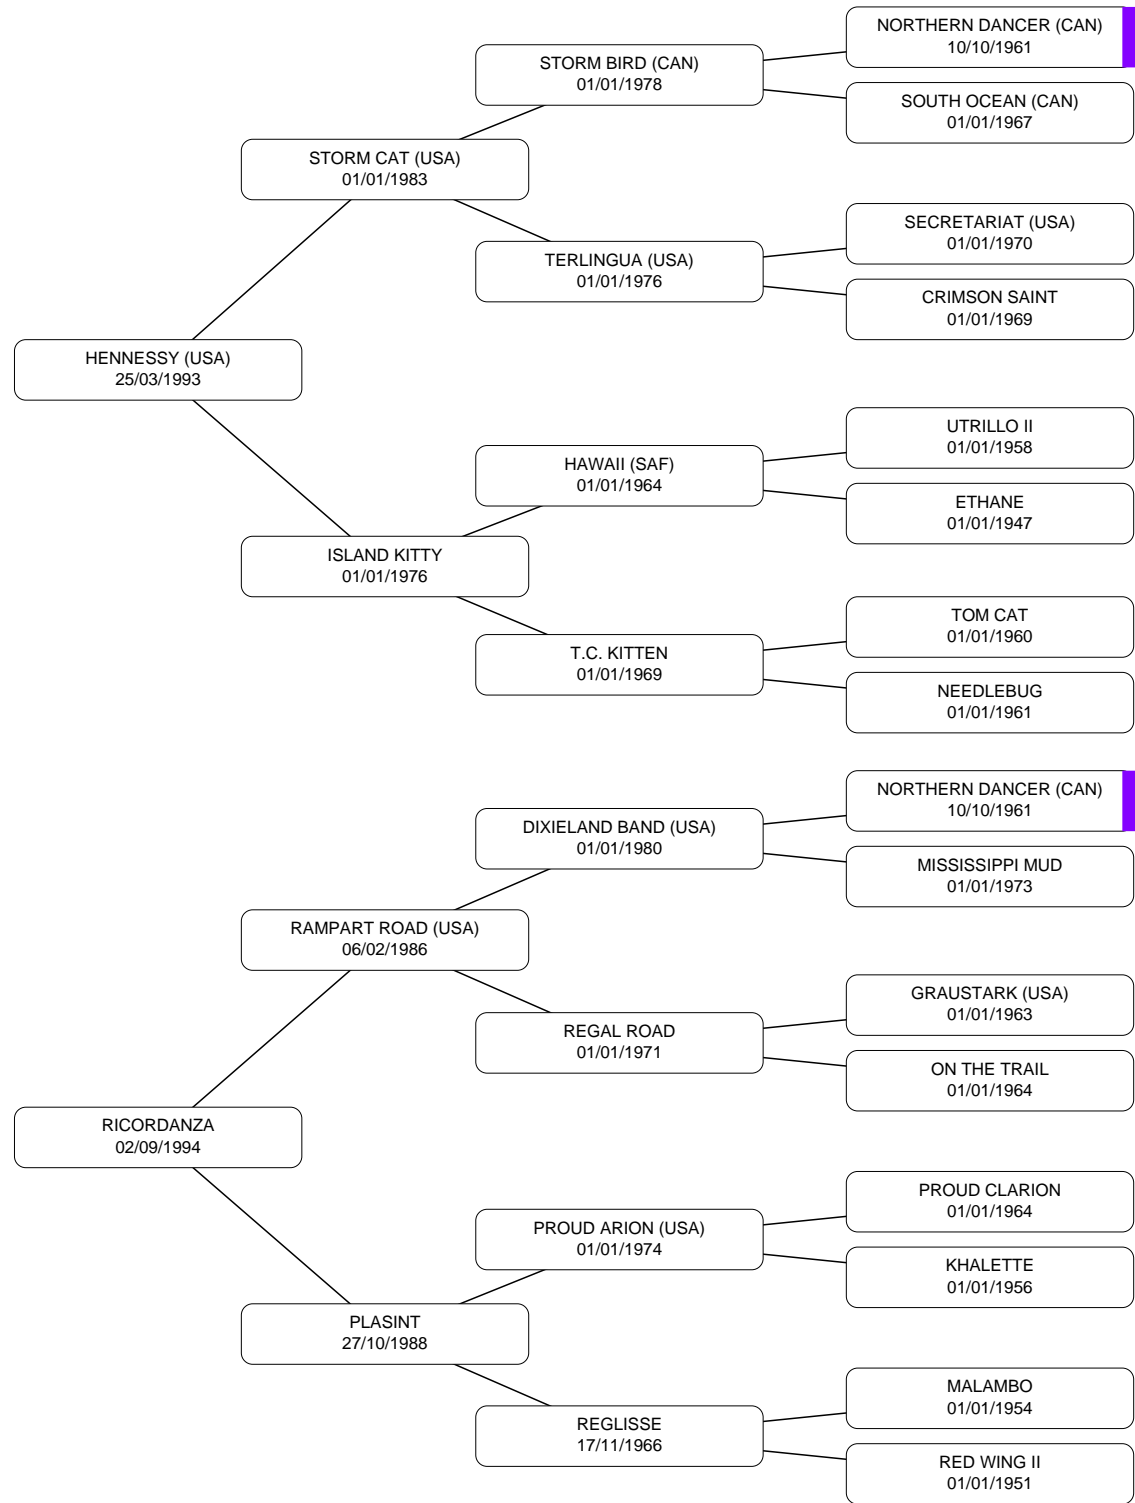 NORTHERN DANCER (CAN)
10/10/1961
STORM BIRD (CAN)
01/01/1978
SOUTH OCEAN (CAN)
01/01/1967
STORM CAT (USA)
01/01/1983
SECRETARIAT (USA)
01/01/1970
TERLINGUA (USA)
01/01/1976
CRIMSON SAINT
01/01/1969
HENNESSY (USA)
25/03/1993
UTRILLO II
01/01/1958
HAWAII (SAF)
01/01/1964
ETHANE
01/01/1947
ISLAND KITTY
01/01/1976
TOM CAT
01/01/1960
T.C. KITTEN
01/01/1969
NEEDLEBUG
01/01/1961
NORTHERN DANCER (CAN)
10/10/1961
DIXIELAND BAND (USA)
01/01/1980
MISSISSIPPI MUD
01/01/1973
RAMPART ROAD (USA)
06/02/1986
GRAUSTARK (USA)
01/01/1963
REGAL ROAD
01/01/1971
ON THE TRAIL
01/01/1964
RICORDANZA
02/09/1994
PROUD CLARION
01/01/1964
PROUD ARION (USA)
01/01/1974
KHALETTE
01/01/1956
PLASINT
27/10/1988
MALAMBO
01/01/1954
REGLISSE
17/11/1966
RED WING II
01/01/1951